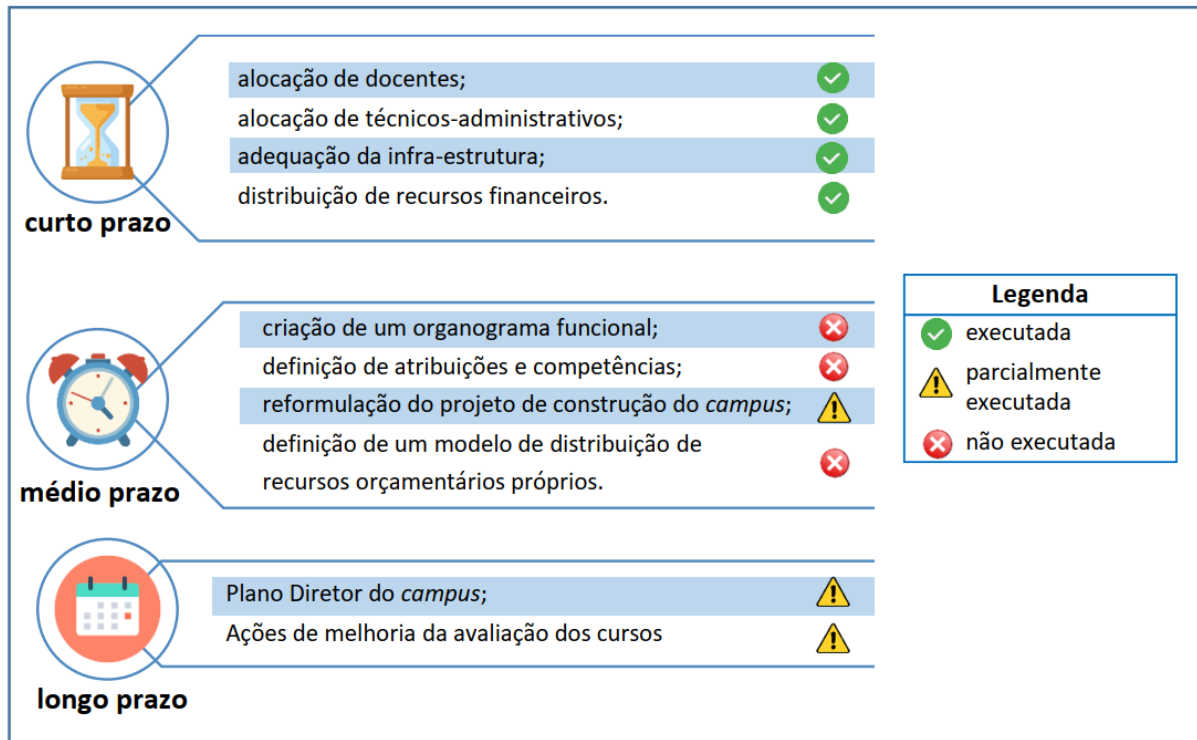 alocação de docentes;
alocação de técnicos-administrativos;
adequação da infra-estrutura;
distribuição de recursos financeiros.
curto prazo
criação de um organograma funcional;
definição de atribuições e competências;
reformulação do projeto de construção do campus;
definição de um modelo de distribuição de
recursos orçamentários próprios.
médio prazo
Plano Diretor do campus;
Ações de melhoria da avaliação dos cursos
longo prazo
Legenda
executada
parcialmente
executada
não executada